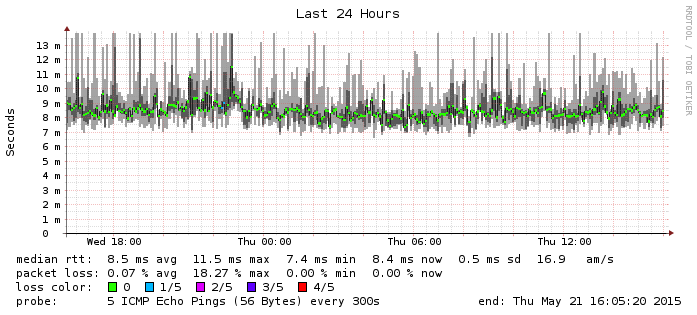 Last 24 Hours
RRDTOOL / TOBI OETIKER
Seconds
13 m
12 m
11 m
10 m
9 m
8 m
7 m
6 m
5 m
4 m
3 m
2 m
1 m
0
Wed 18:00 Thu 00:00 Thu 06:00 Thu 12:00
median rtt: 8.5 ms avg 11.5 ms max 7.4 ms min 8.4 ms now 0.5 ms sd 16.9 am/s
packet loss: 0.07 % avg 18.27 % max 0.00 % min 0.00 % now
loss color: 0 1/5 2/5 3/5 4/5
probe: 5 ICMP Echo Pings (56 Bytes) every 300s end: Thu May 21 16:05:20 2015